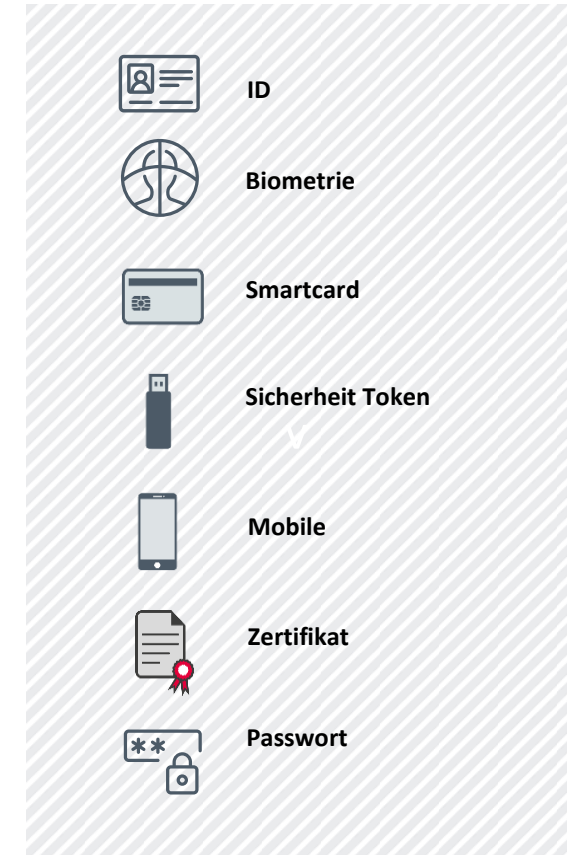 ID
Biometrie
Smartcard
Sicherheit Token
V
Mobile
Zertifikat
Passwort
**